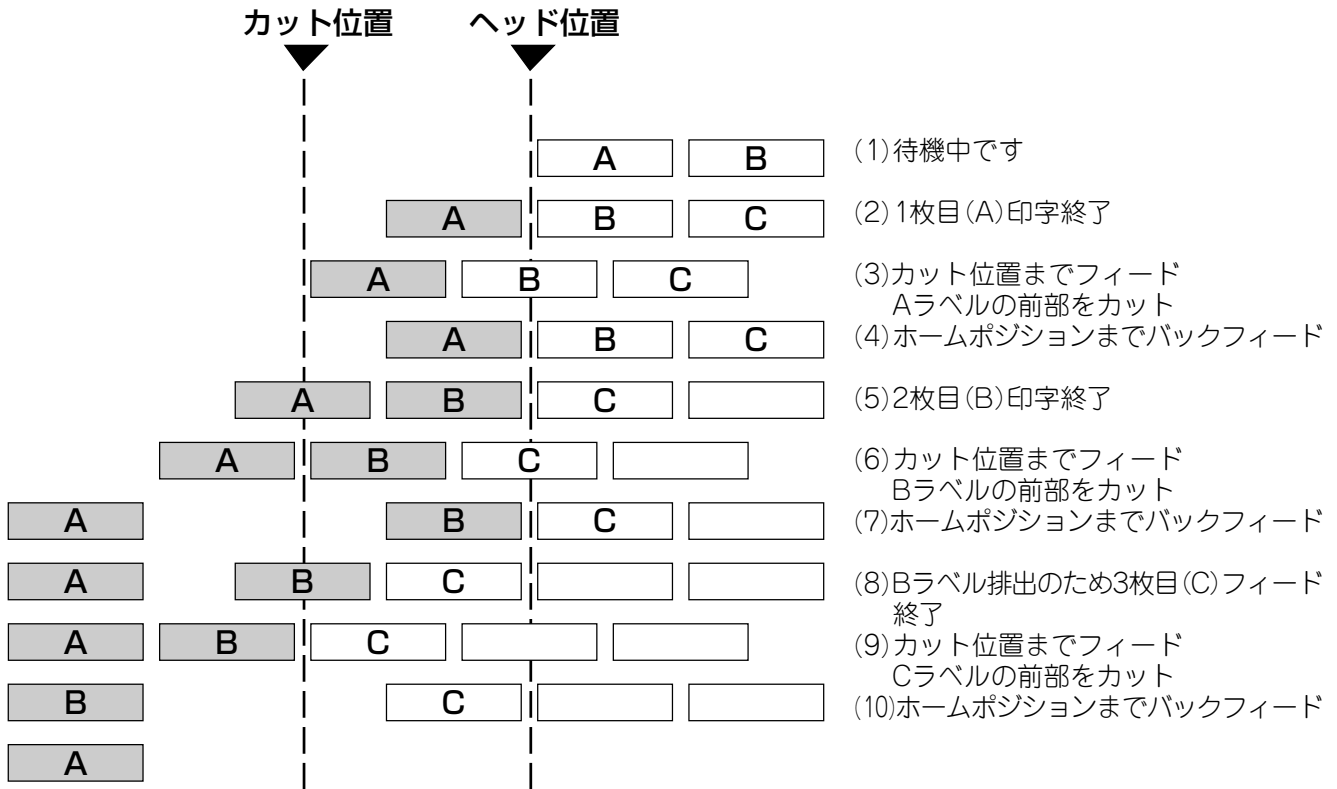 カット位置 ヘッド位置
A B (1)待機中です
A B C (2)1枚目(A)印字終了
A B C (3)カット位置までフィード
Aラベルの前部をカット
A B C (4)ホームポジションまでバックフィード
A B C (5)2枚目(B)印字終了
A B C (6)カット位置までフィード
Bラベルの前部をカット
A B C (7)ホームポジションまでバックフィード
A B C (8)Bラベル排出のため3枚目(C)フィード
終了
A B C (9)カット位置までフィード
Cラベルの前部をカット
B C (10)ホームポジションまでバックフィード
A